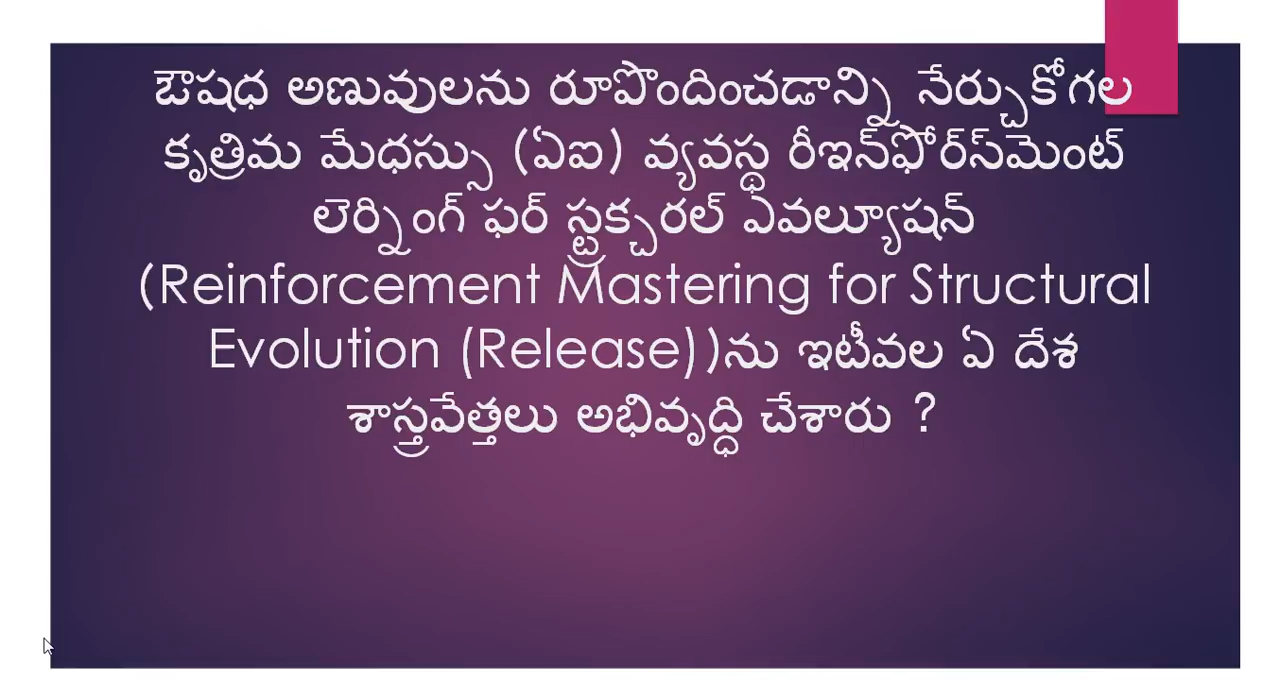 ఔషధ అణువులను రూపొందించడాన్ని నేర్చుకోగల
కృత్రిమ మేధస్సు (ఏఐ) వ్యవస్థ రీఇన్‌ఫోర్స్‌మెంట్
లెర్నింగ్ ఫర్ స్ట్రక్చరల్ ఎవల్యూషన్
(Reinforcement Mastering for Structural
Evolution (Release))ను ఇటీవల ఏ దేశ
శాస్త్రవేత్తలు అభివృద్ధి చేశారు ?